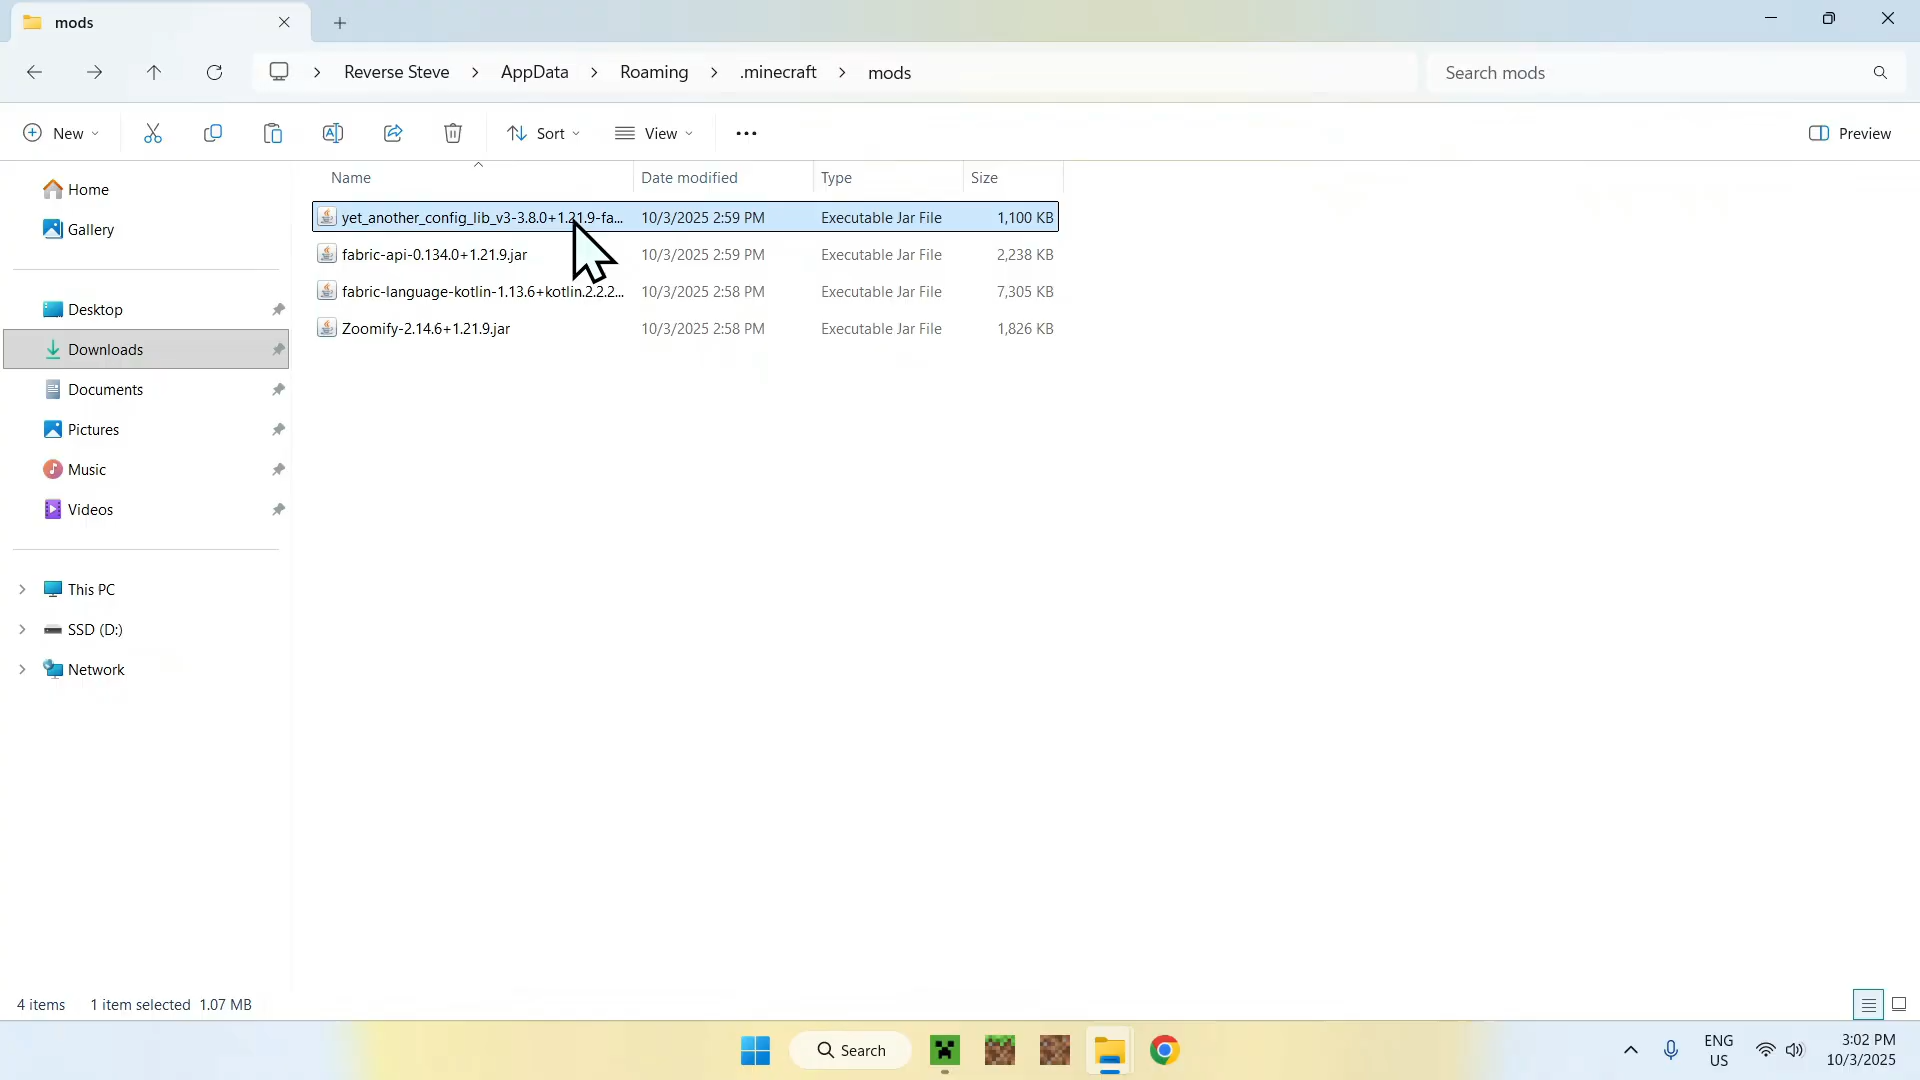 mods
Reverse Steve > AppData > Roaming > .minecraft > mods
Search mods
New
Sort
View
Preview
Home
Gallery
Desktop
Downloads
Documents
Pictures
Music
Videos
This PC
SSD (D:)
Network
Name Date modified Type Size
yet_another_config_lib_v3-3.8.0+1.21.9-fa... 10/3/2025 2:59 PM Executable Jar File 1,100 KB
fabric-api-0.134.0+1.21.9.jar 10/3/2025 2:59 PM Executable Jar File 2,238 KB
fabric-language-kotlin-1.13.6+kotlin.2.2.2... 10/3/2025 2:58 PM Executable Jar File 7,305 KB
Zoomify-2.14.6+1.21.9.jar 10/3/2025 2:58 PM Executable Jar File 1,826 KB
4 items 1 item selected 1.07 MB
Search
ENG
US
3:02 PM
10/3/2025